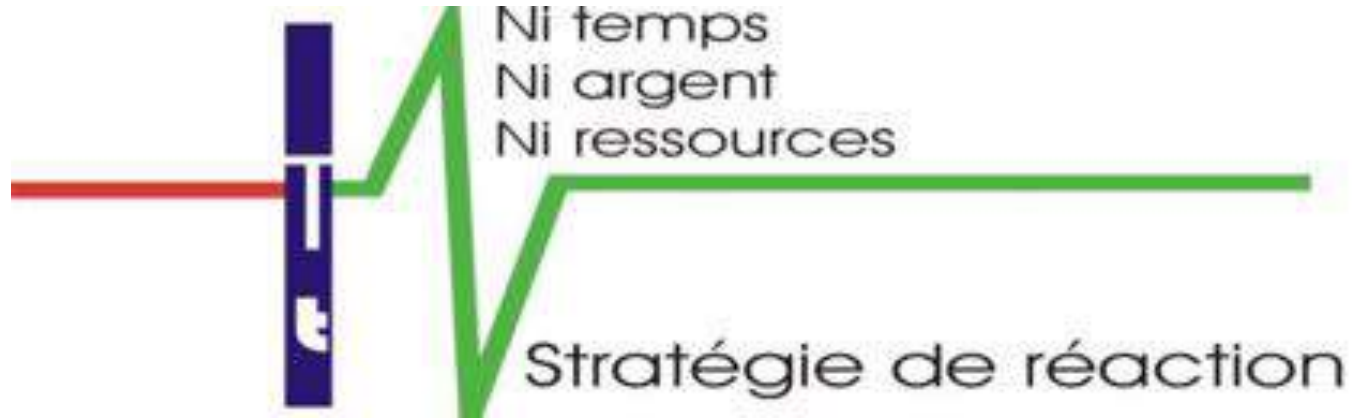 Ni temps
Ni argent
Ni ressources
T t
Stratégie de réaction